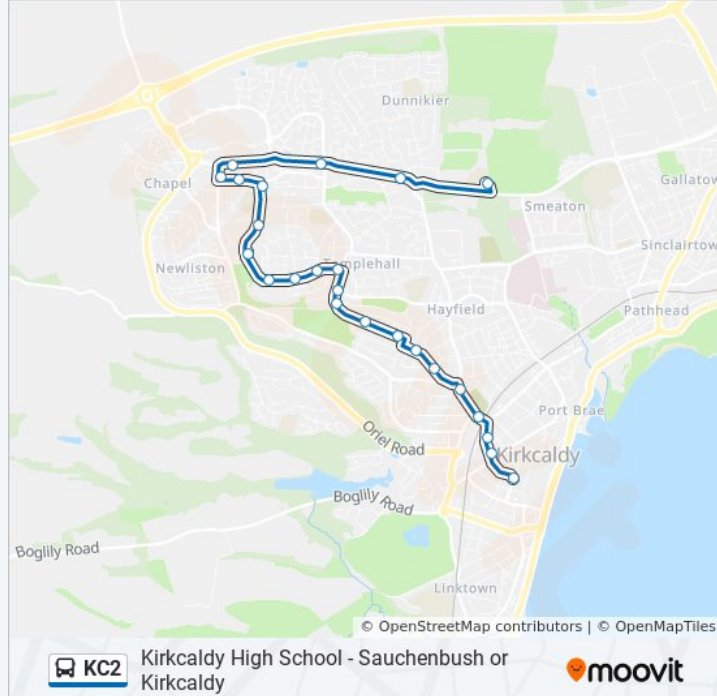 Dunnikier
Chapel
Gallatow
Smeaton
Sinclairtow
Newliston
Templehall
Hayfield
Pathhead
Port Brae
Oriel Road
Kirkcaldy
Boglily Road
Boglily Road
Linktown
© OpenStreetMap contributors | © OpenMapTiles
KC2
Kirkcaldy High School - Sauchenbush or
Kirkcaldy
moovit